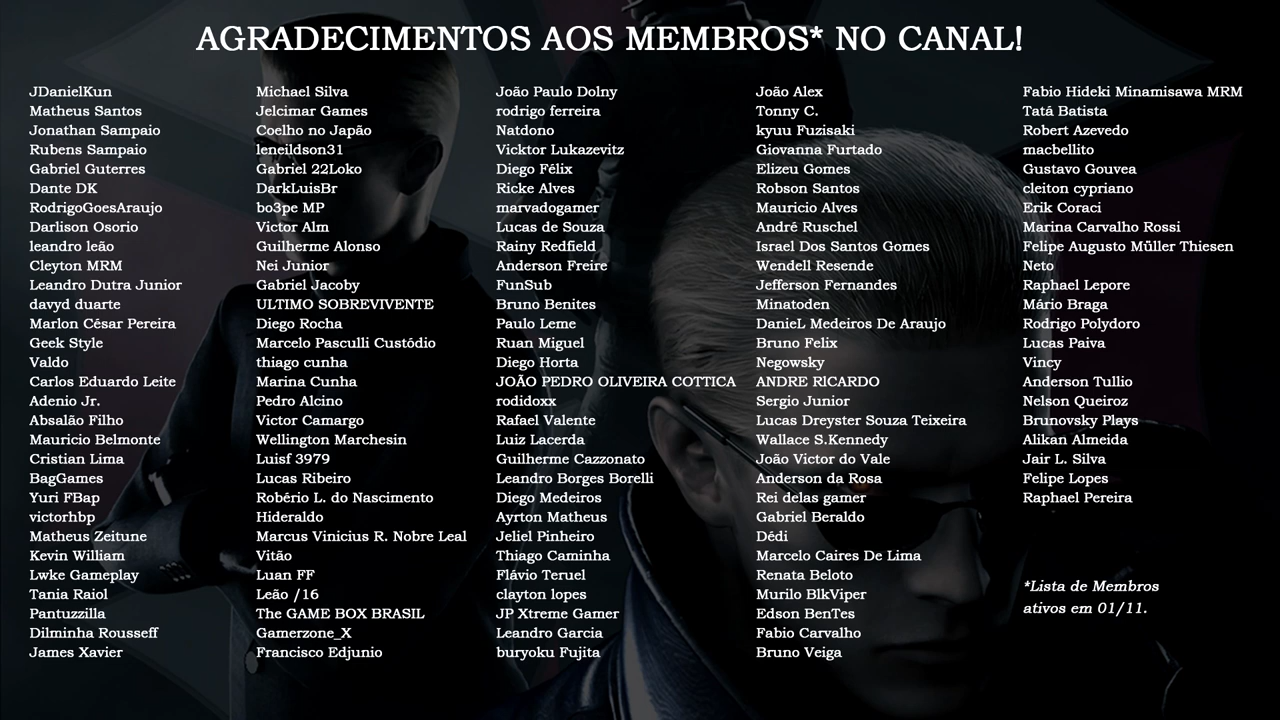 AGRADECIMENTOS AOS MEMBROS* NO CANAL!
JDanielKun
Matheus Santos
Jonathan Sampaio
Rubens Sampaio
Gabriel Guterres
Dante DK
RodrigoGoesAraujo
Darlison Osorio
leandro leão
Cleyton MRM
Leandro Dutra Junior
davyd duarte
Marlon César Pereira
Geek Style
Valdo
Carlos Eduardo Leite
Adenio Jr.
Absalão Filho
Mauricio Belmonte
Cristian Lima
BagGames
Yuri FBap
victorhbp
Matheus Zeitune
Kevin William
Lwke Gameplay
Tania Raiol
Pantuzzilla
Dilminha Rousseff
James Xavier
Michael Silva
Jelcimar Games
Coelho no Japão
leneildson31
Gabriel 22Loko
DarkLuisBr
bo3pe MP
Victor Alm
Guilherme Alonso
Nei Junior
Gabriel Jacoby
ULTIMO SOBREVIVENTE
Diego Rocha
Marcelo Pasculli Custódio
thiago cunha
Marina Cunha
Pedro Alcino
Victor Camargo
Wellington Marchesin
Luisf 3979
Lucas Ribeiro
Robério L. do Nascimento
Hideraldo
Marcus Vinicius R. Nobre Leal
Vitão
Luan FF
Leão /16
The GAME BOX BRASIL
Gamerzone_X
Francisco Edjunio
João Paulo Dolny
rodrigo ferreira
Natdono
Vicktor Lukazevitz
Diego Félix
Ricke Alves
marvadogamer
Lucas de Souza
Rainy Redfield
Anderson Freire
FunSub
Bruno Benites
Paulo Leme
Ruan Miguel
Diego Horta
JOÃO PEDRO OLIVEIRA COTTICA
rodidoxx
Rafael Valente
Luiz Lacerda
Guilherme Cazzonato
Leandro Borges Borelli
Diego Medeiros
Ayrton Matheus
Jeliel Pinheiro
Thiago Caminha
Flávio Teruel
clayton lopes
JP Xtreme Gamer
Leandro Garcia
buryoku Fujita
João Alex
Tonny C.
kyuu Fuzisaki
Giovanna Furtado
Elizeu Gomes
Robson Santos
Mauricio Alves
André Ruschel
Israel Dos Santos Gomes
Wendell Resende
Jefferson Fernandes
Minatoden
DanieL Medeiros De Araujo
Bruno Felix
Negowsky
ANDRE RICARDO
Sergio Junior
Lucas Dreyster Souza Teixeira
Wallace S.Kennedy
João Victor do Vale
Anderson da Rosa
Rei delas gamer
Gabriel Beraldo
Dédi
Marcelo Caires De Lima
Renata Beloto
Murilo BlkViper
Edson BenTes
Fabio Carvalho
Bruno Veiga
Fabio Hideki Minamisawa MRM
Tatá Batista
Robert Azevedo
macbellito
Gustavo Gouvea
cleiton cypriano
Erik Coraci
Marina Carvalho Rossi
Felipe Augusto Müller Thiesen
Neto
Raphael Lepore
Mário Braga
Rodrigo Polydoro
Lucas Paiva
Vincy
Anderson Tullio
Nelson Queiroz
Brunovsky Plays
Alikan Almeida
Jair L. Silva
Felipe Lopes
Raphael Pereira
*Lista de Membros
ativos em 01/11.